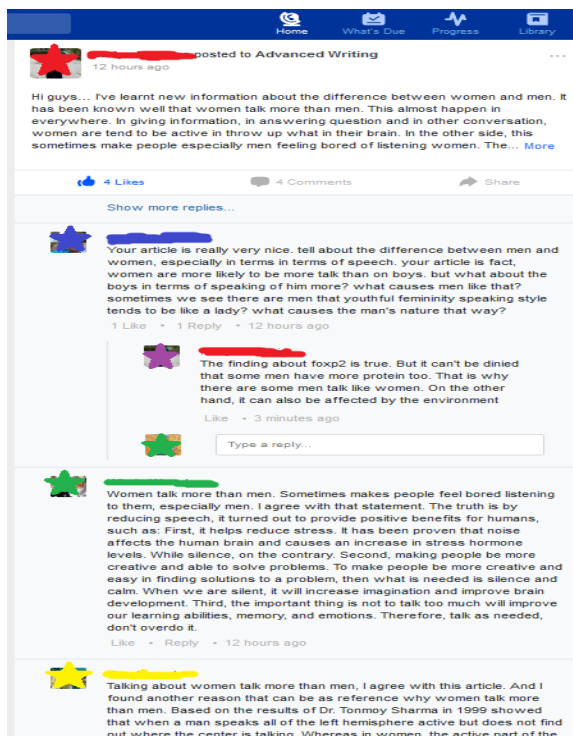 Home
What's Due
Progress
Library
posted to Advanced Writing
...
12 hours ago
Hi guys... I've learnt new information about the difference between women and men. It
has been known well that women talk more than men. This almost happen in
everywhere. In giving information, in answering question and in other conversation,
women are tend to be active in throw up what in their brain. In the other side, this
sometimes make people especially men feeling bored of listening women. The... More
4 Likes
4 Comments
Share
Show more replies...
Your article is really very nice. tell about the difference between men and
women, especially in terms in terms of speech. your article is fact,
women are more likely to be more talk than on boys. but what about the
boys in terms of speaking of him more? what causes men like that?
sometimes we see there are men that youthful femininity speaking style
tends to be like a lady? what causes the man's nature that way?
1 Like • 1 Reply • 12 hours ago
The finding about foxp2 is true. But it can't be dinied
that some men have more protein too. That is why
there are some men talk like women. On the other
hand, it can also be affected by the environment
Like • 3 minutes ago
Type a reply...
Women talk more than men. Sometimes makes people feel bored listening
to them, especially men. I agree with that statement. The truth is by
reducing speech, it turned out to provide positive benefits for humans,
such as: First, it helps reduce stress. It has been proven that noise
affects the human brain and causes an increase in stress hormone
levels. While silence, on the contrary. Second, making people be more
creative and able to solve problems. To make people be more creative and
easy in finding solutions to a problem, then what is needed is silence and
calm. When we are silent, it will increase imagination and improve brain
development. Third, the important thing is not to talk too much will improve
our learning abilities, memory, and emotions. Therefore, talk as needed,
don't overdo it.
Like • Reply • 12 hours ago
Talking about women talk more than men, I agree with this article. And I
found another reason that can be as reference why women talk more
than men. Based on the results of Dr. Tonmoy Sharma in 1999 showed
that when a man speaks all of the left hemisphere active but does not find
out where the center is talking. Whereas in women, the active part of the